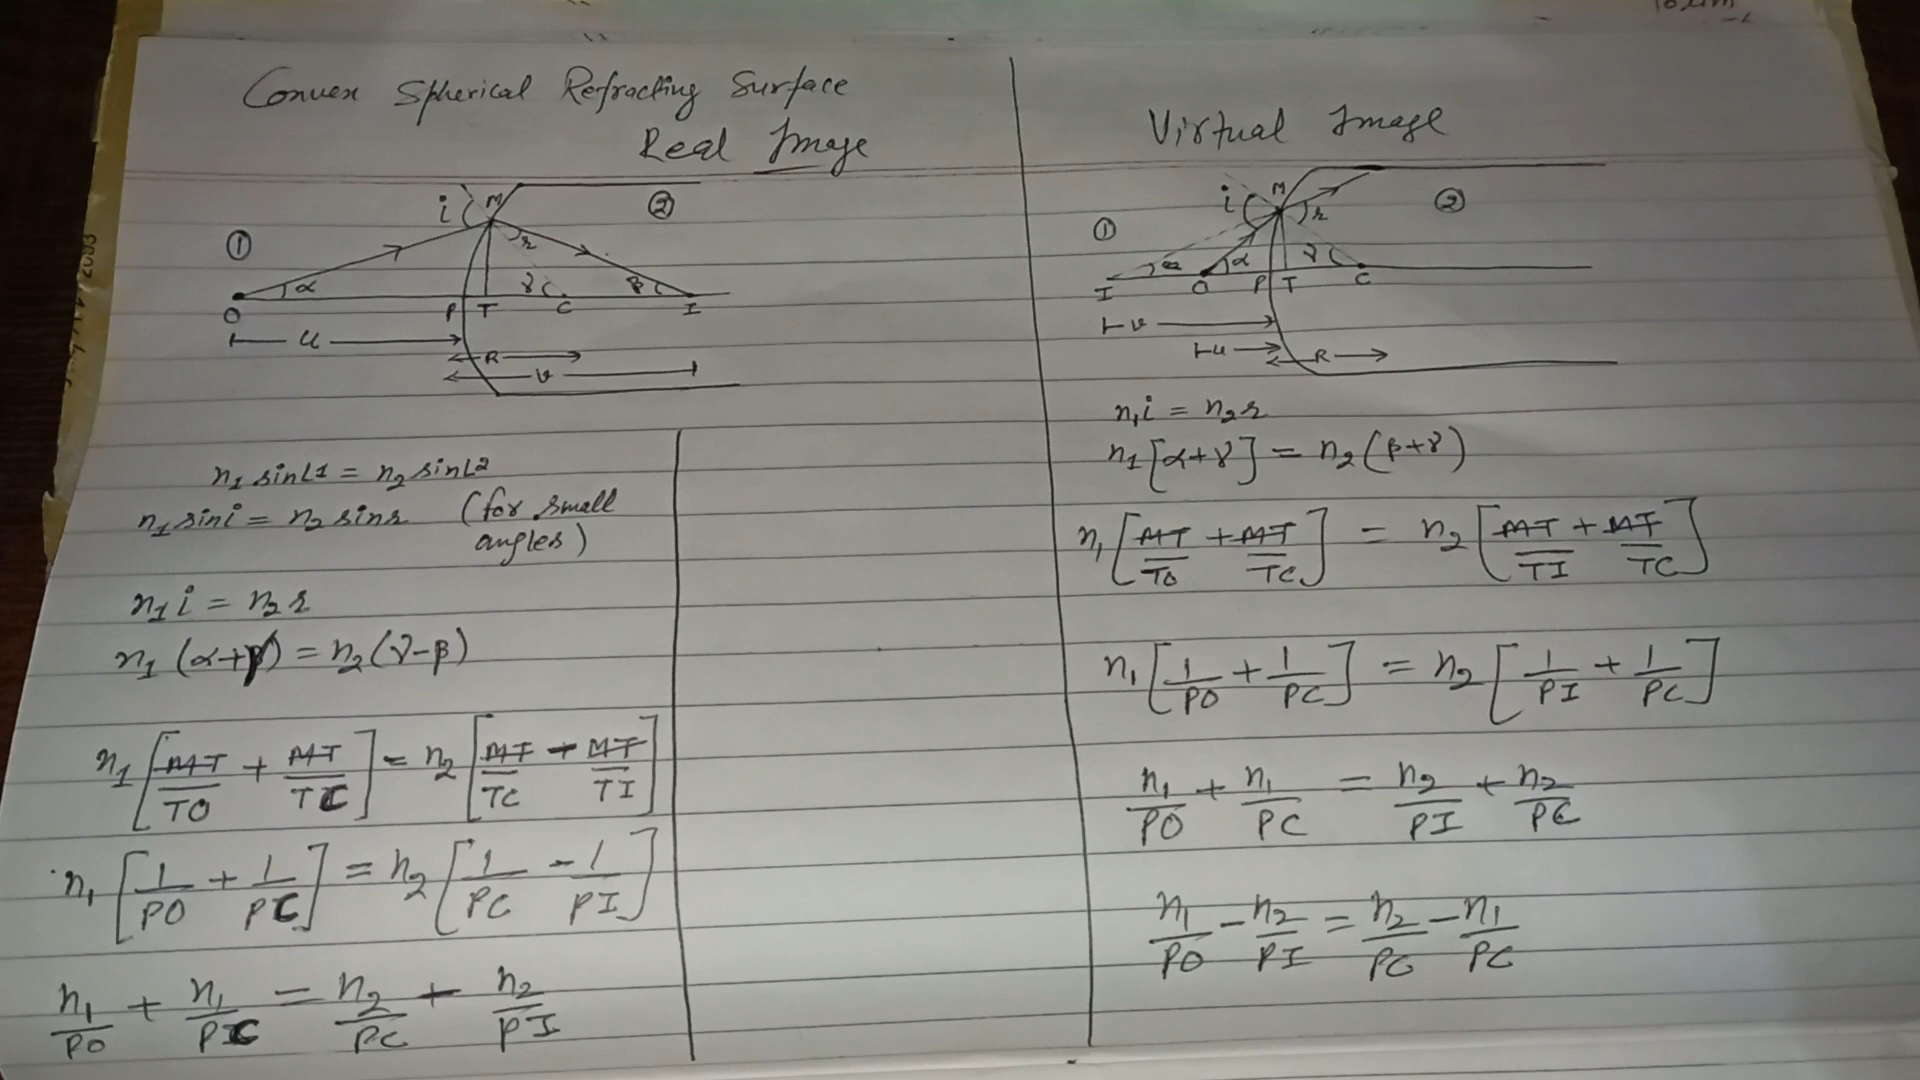 Convex Spherical Refracting Surface
Real Image
① ② i M r α γ β
O P T C I
u
R
v
n₁ sin∠1 = n₂ sin∠2
n₁ sini = n₂ sinr (for small
angles)
n₁ i = n₂ r
n₁ (α+γ) = n₂ (γ-β)
n₁ [MT/TO + MT/TC] = n₂ [MT/TC - MT/TI]
n₁ [1/PO + 1/PC] = n₂ [1/PC - 1/PI]
n₁/PO + n₁/PC = n₂/PC - n₂/PI
Virtual Image
① ② i M r α γ
I O P T C
v
u R
n₁i = n₂r
n₁ [α+γ] = n₂ (β+γ)
n₁ [MT/TO + MT/TC] = n₂ [MT/TI + MT/TC]
n₁ [1/PO + 1/PC] = n₂ [1/PI + 1/PC]
n₁/PO + n₁/PC = n₂/PI + n₂/PC
n₁/PO - n₂/PI = n₂/PC - n₁/PC